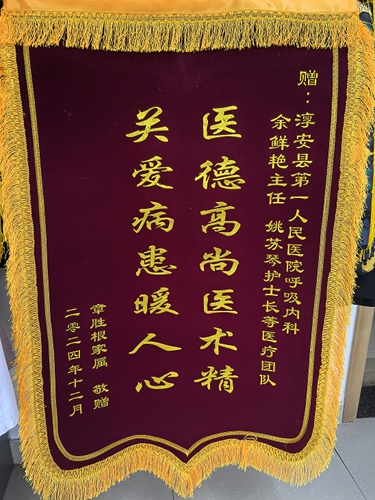 赠：淳安县第一人民医院呼吸内科
余鲜艳主任 姚苏琴护士长等医疗团队
医德高尚医术精
关爱病患暖人心
章胜根家属 敬赠
二零二四年十二月